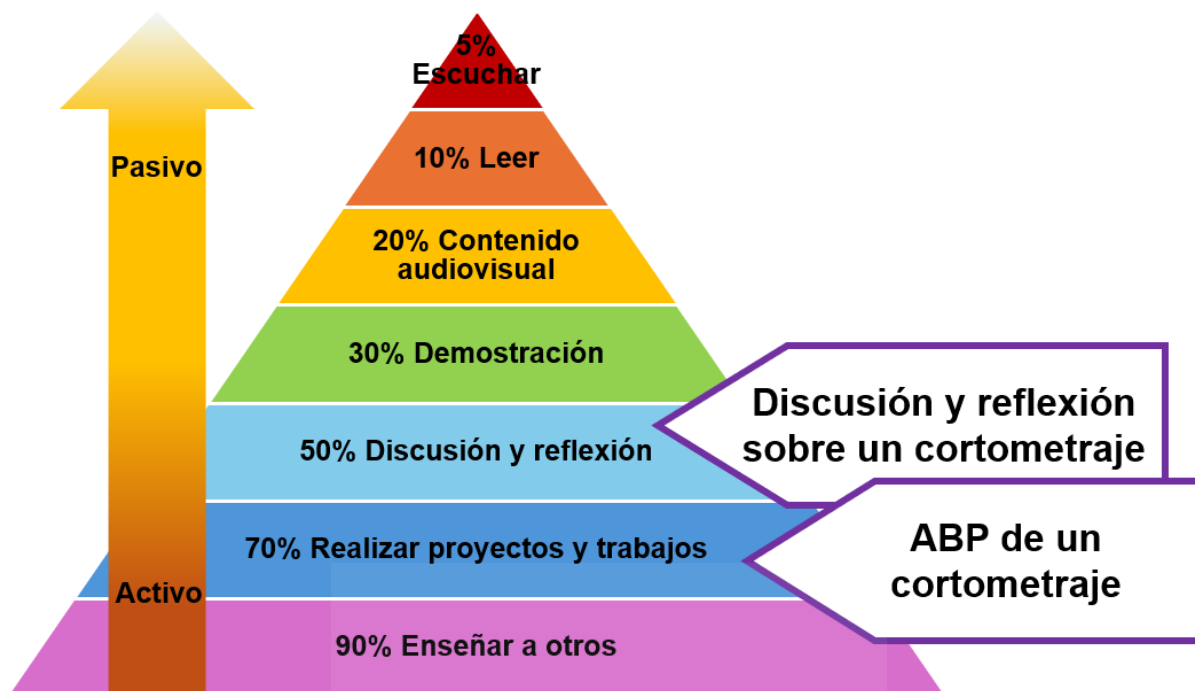 5%
Escuchar
Pasivo
10% Leer
20% Contenido
audiovisual
30% Demostración
50% Discusión y reflexión
Discusión y reflexión
sobre un cortometraje
70% Realizar proyectos y trabajos
ABP de un
cortometraje
Activo
90% Enseñar a otros